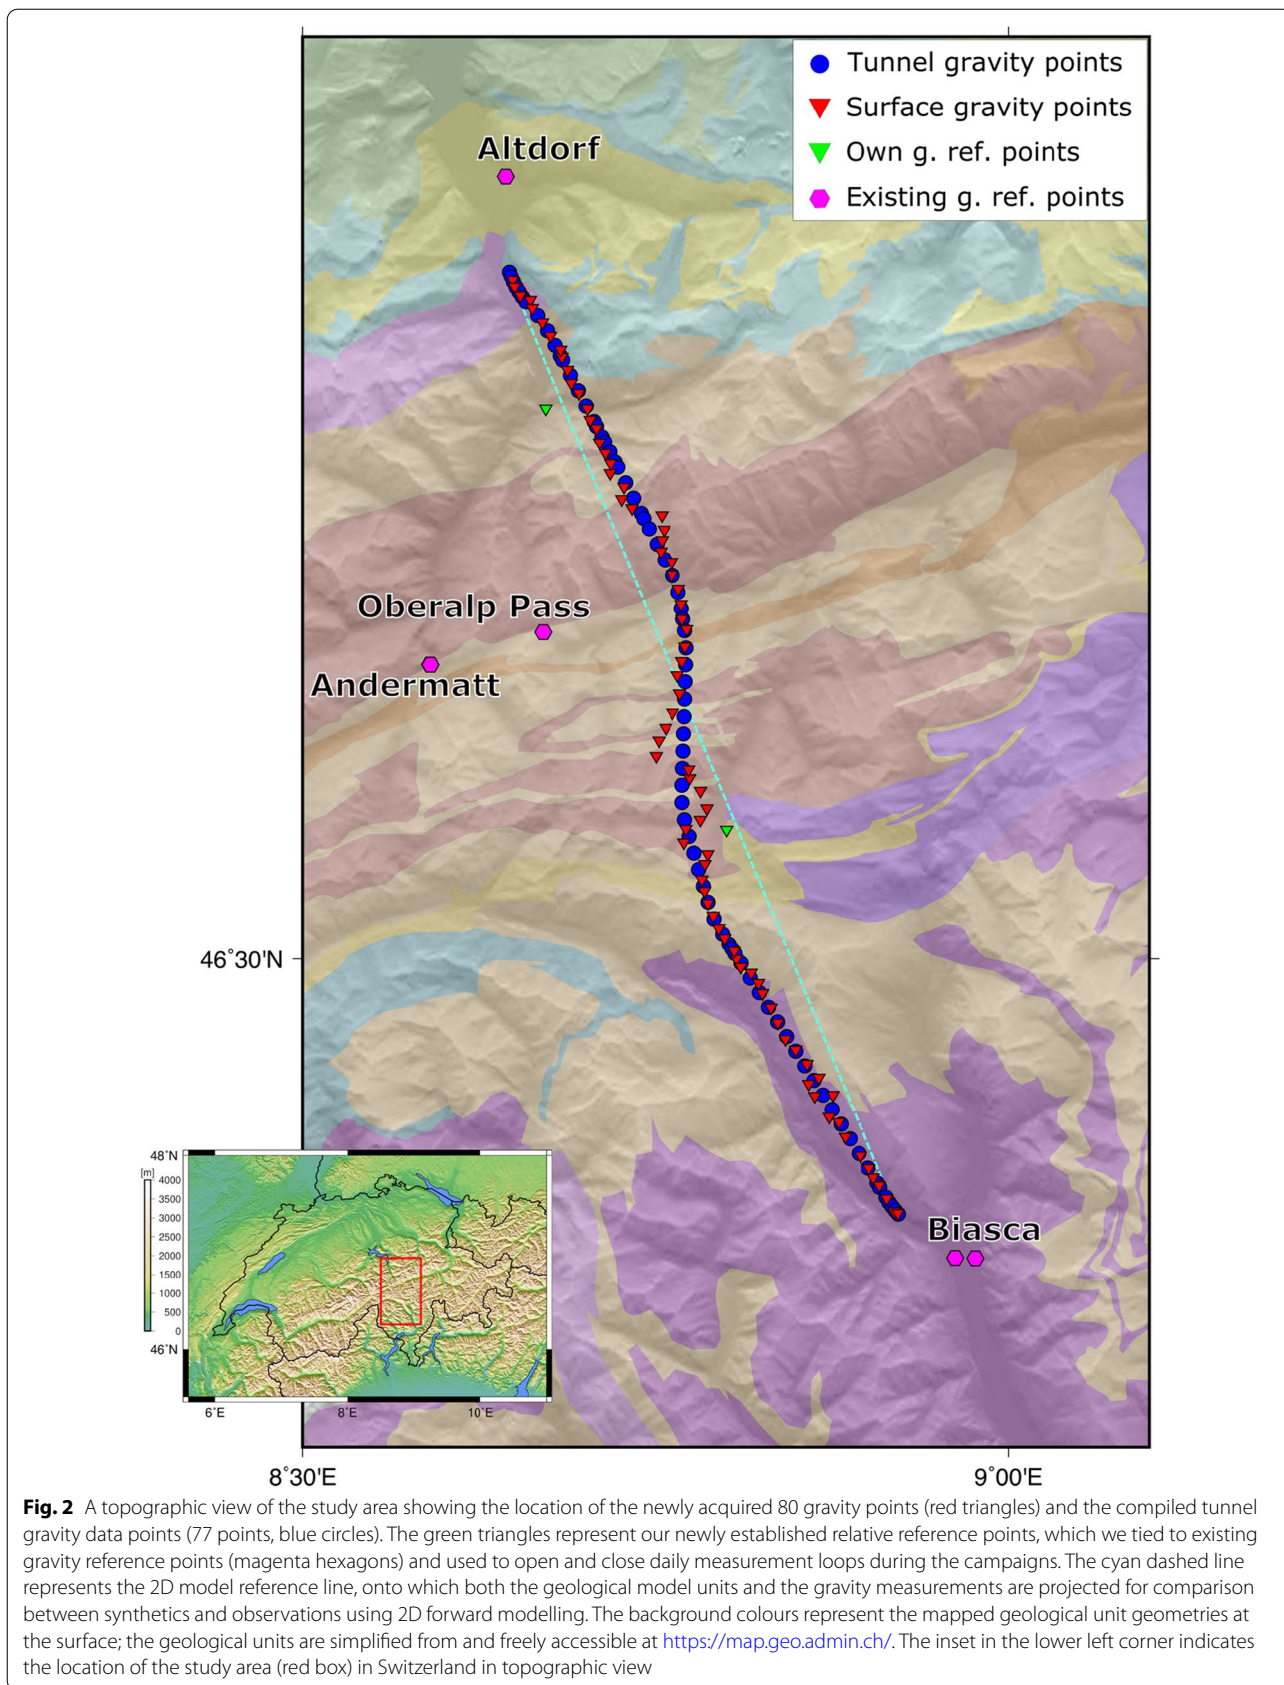 Tunnel gravity points
Surface gravity points
Own g. ref. points
Existing g. ref. points
Altdorf
Oberalp Pass
Andermatt
46˚30'N
Biasca
48˚N
[m]
4000
3500
3000
2500
2000
1500
1000
500
0
46˚N
6˚E
8˚E
10˚E
8˚30'E
9˚00'E
Fig. 2 A topographic view of the study area showing the location of the newly acquired 80 gravity points (red triangles) and the compiled tunnel
gravity data points (77 points, blue circles). The green triangles represent our newly established relative reference points, which we tied to existing
gravity reference points (magenta hexagons) and used to open and close daily measurement loops during the campaigns. The cyan dashed line
represents the 2D model reference line, onto which both the geological model units and the gravity measurements are projected for comparison
between synthetics and observations using 2D forward modelling. The background colours represent the mapped geological unit geometries at
the surface; the geological units are simplified from and freely accessible at https://map.geo.admin.ch/. The inset in the lower left corner indicates
the location of the study area (red box) in Switzerland in topographic view